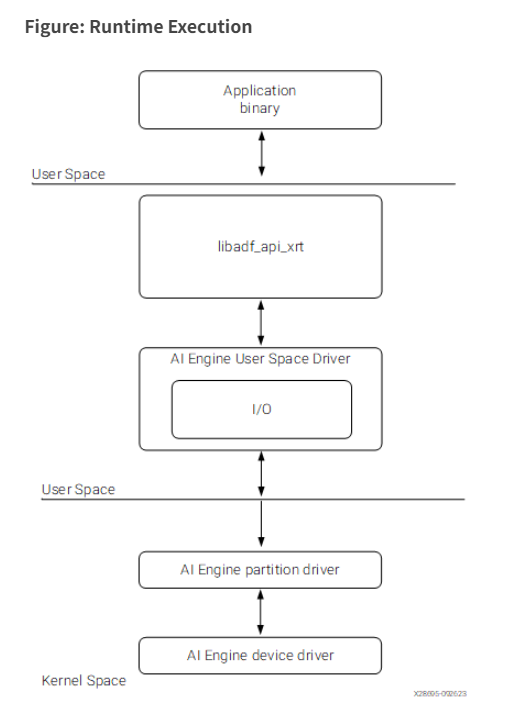 Figure: Runtime Execution
Application
binary
User Space
libadf_api_xrt
AI Engine User Space Driver
I/O
User Space
AI Engine partition driver
AI Engine device driver
Kernel Space
X28695-092623